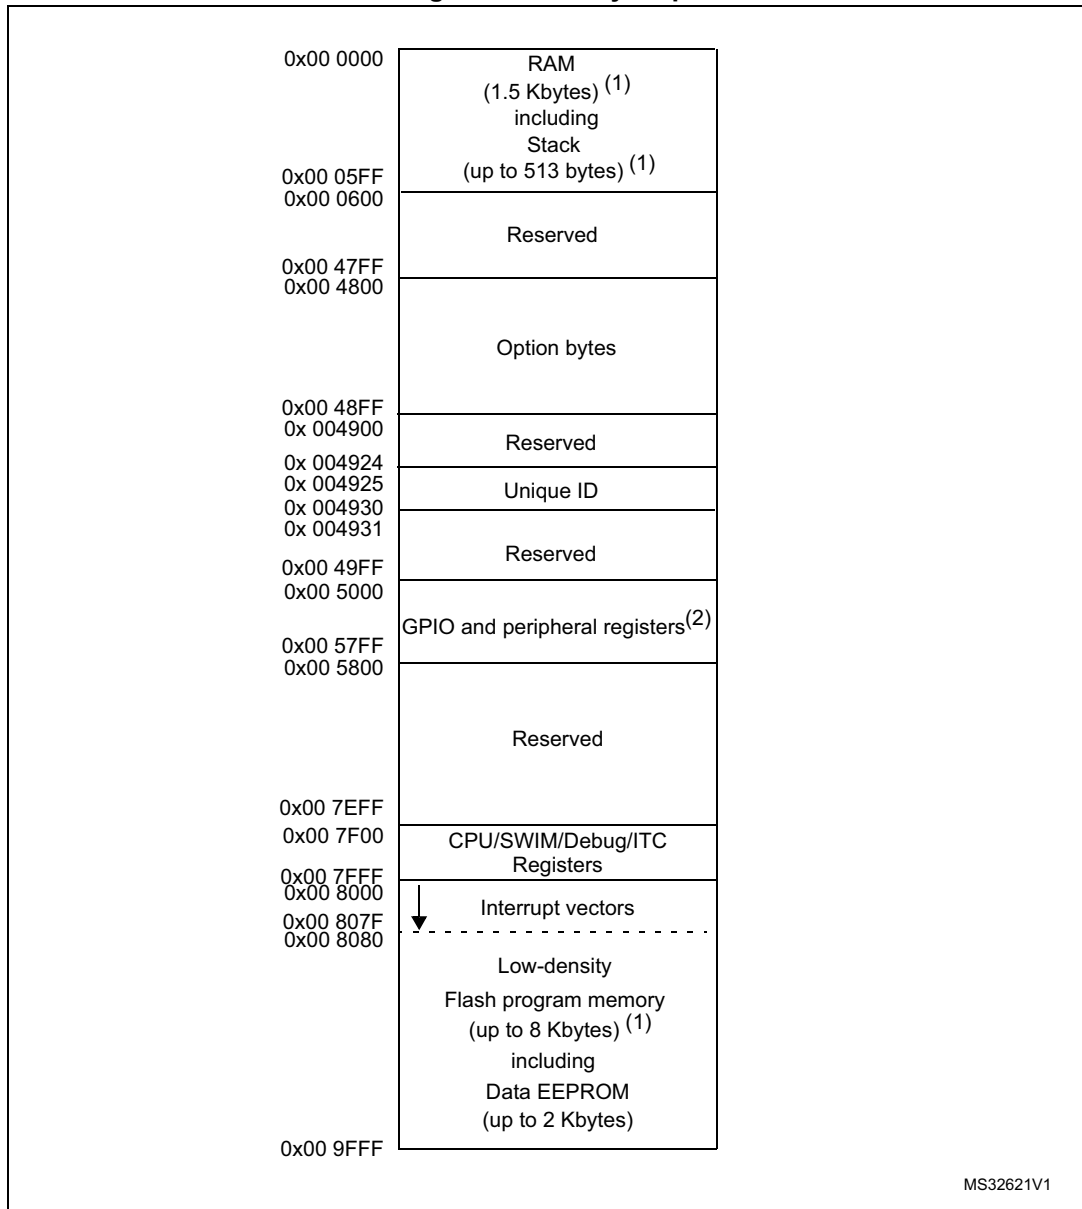 0x00 0000
RAM
(1.5 Kbytes) (1)
including
Stack
(up to 513 bytes) (1)
0x00 05FF
0x00 0600
Reserved
0x00 47FF
0x00 4800
Option bytes
0x00 48FF
0x 004900
Reserved
0x 004924
0x 004925
Unique ID
0x 004930
0x 004931
Reserved
0x00 49FF
0x00 5000
GPIO and peripheral registers(2)
0x00 57FF
0x00 5800
Reserved
0x00 7EFF
0x00 7F00
CPU/SWIM/Debug/ITC
Registers
0x00 7FFF
0x00 8000
Interrupt vectors
0x00 807F
0x00 8080
Low-density
Flash program memory
(up to 8 Kbytes) (1)
including
Data EEPROM
(up to 2 Kbytes)
0x00 9FFF
MS32621V1